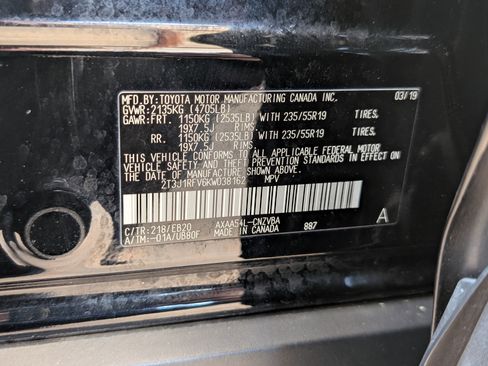 MFD.BY:TOYOTA MOTOR MANUFACTURING CANADA INC. 03/19
GVWR:2135KG (4705LB)
GAWR:FRT. 1150KG (2535LB) WITH 235/55R19 TIRES,
19X7.5J RIMS
RR. 1150KG (2535LB) WITH 235/55R19 TIRES,
19X7.5J RIMS
THIS VEHICLE CONFORMS TO ALL APPLICABLE FEDERAL MOTOR
VEHICLE SAFETY AND THEFT PREVENTION STANDARDS IN EFFECT ON
THE DATE OF MANUFACTURE SHOWN ABOVE.
2T3J1RFV6KW038162 MPV
C/TR:218/EB20 AXAA54L-CNZVBA A
A/TM:-01A/UB80F MADE IN CANADA 887